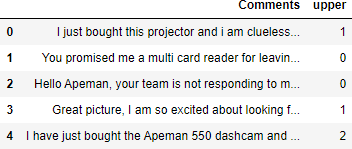 Comments upper
0 I just bought this projector and i am clueless... 1
1 You promised me a multi card reader for leavin... 0
2 Hello Apeman, your team is not responding to m... 0
3 Great picture, I am so excited about looking f... 1
4 I have just bought the Apeman 550 dashcam and ... 2